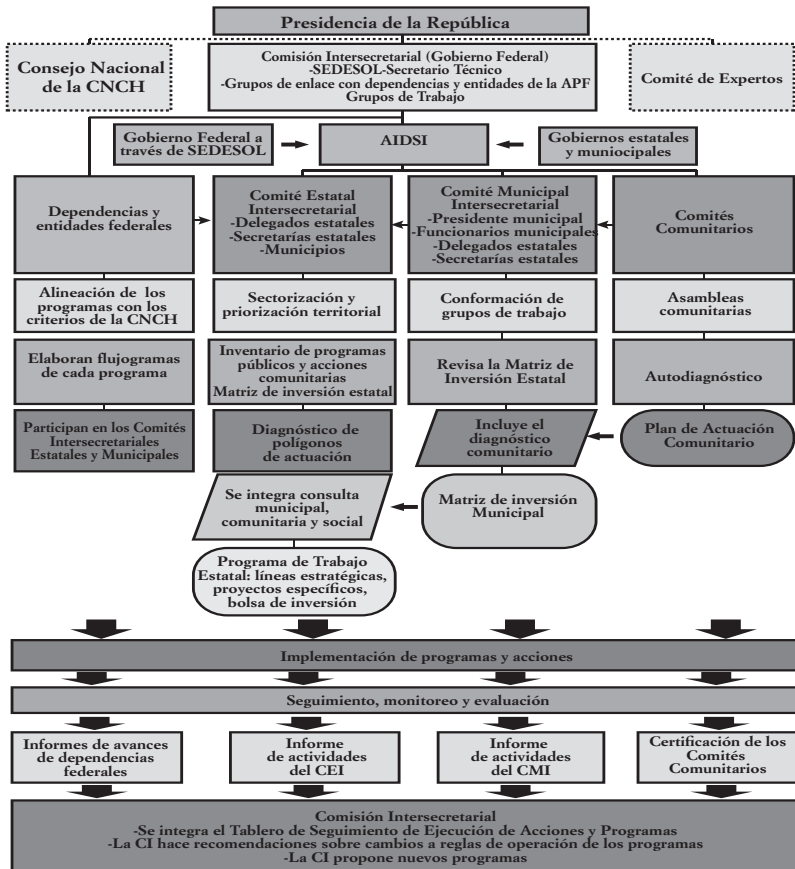 Presidencia de la República
Consejo Nacional
de la CNCH
Comisión Intersecretarial (Gobierno Federal)
-SEDESOL-Secretario Técnico
-Grupos de enlace con dependencias y entidades de la APF
Grupos de Trabajo
Comité de Expertos
Gobierno Federal a
través de SEDESOL
AIDSI
Gobiernos estatales
y muniocipales
Dependencias y
entidades federales
Comité Estatal
Intersecretarial
-Delegados estatales
-Secretarías estatales
-Municipios
Comité Municipal
Intersecretarial
-Presidente municipal
-Funcionarios municipales
-Delegados estatales
-Secretarías estatales
Comités
Comunitarios
Alineación de los
programas con los
criterios de la CNCH
Sectorización y
priorización territorial
Conformación de
grupos de trabajo
Asambleas
comunitarias
Elaboran flujogramas
de cada programa
Inventario de programas
públicos y acciones
comunitarias
Matriz de inversión estatal
Revisa la Matriz de
Inversión Estatal
Autodiagnóstico
Participan en los Comités
Intersecretariales
Estatales y Municipales
Diagnóstico de
polígonos
de actuación
Incluye el
diagnóstico
comunitario
Plan de Actuación
Comunitario
Se integra consulta
municipal,
comunitaria y social
Matriz de inversión
Municipal
Programa de Trabajo
Estatal: líneas estratégicas,
proyectos específicos,
bolsa de inversión
Implementación de programas y acciones
Seguimiento, monitoreo y evaluación
Informes de avances
de dependencias
federales
Informe
de actividades
del CEI
Informe
de actividades
del CMI
Certificación de los
Comités
Comunitarios
Comisión Intersecretarial
-Se integra el Tablero de Seguimiento de Ejecución de Acciones y Programas
-La CI hace recomendaciones sobre cambios a reglas de operación de los programas
-La CI propone nuevos programas